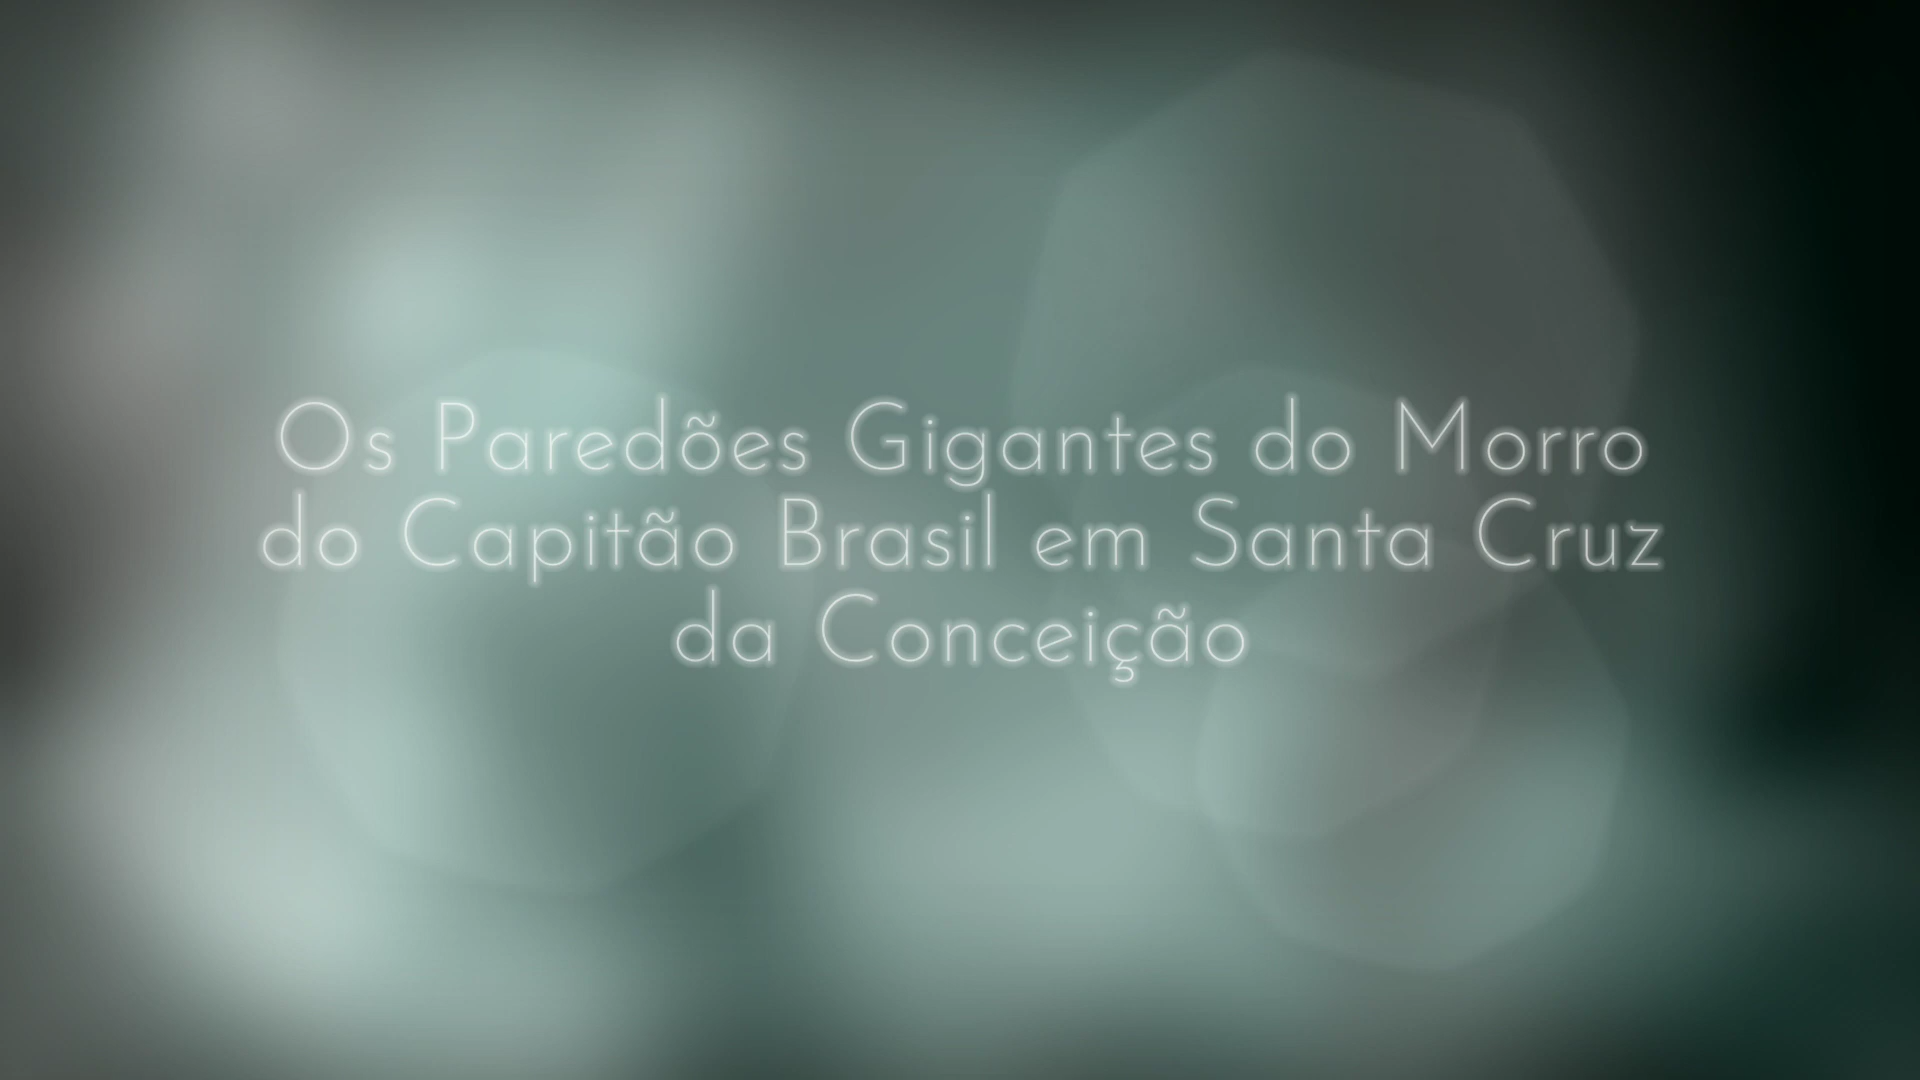 Os Paredões Gigantes do Morro
do Capitão Brasil em Santa Cruz
da Conceição